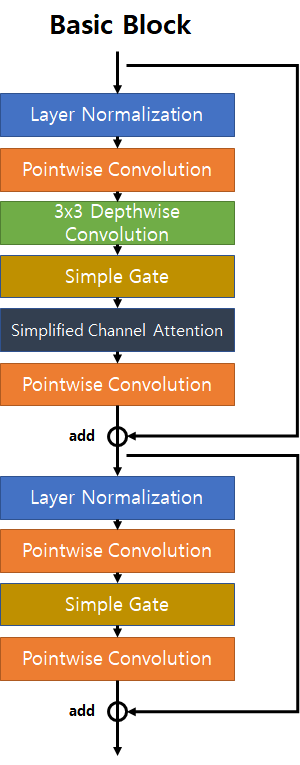 Basic Block
Layer Normalization
Pointwise Convolution
3x3 Depthwise
Convolution
Simple Gate
Simplified Channel Attention
Pointwise Convolution
add
Layer Normalization
Pointwise Convolution
Simple Gate
Pointwise Convolution
add